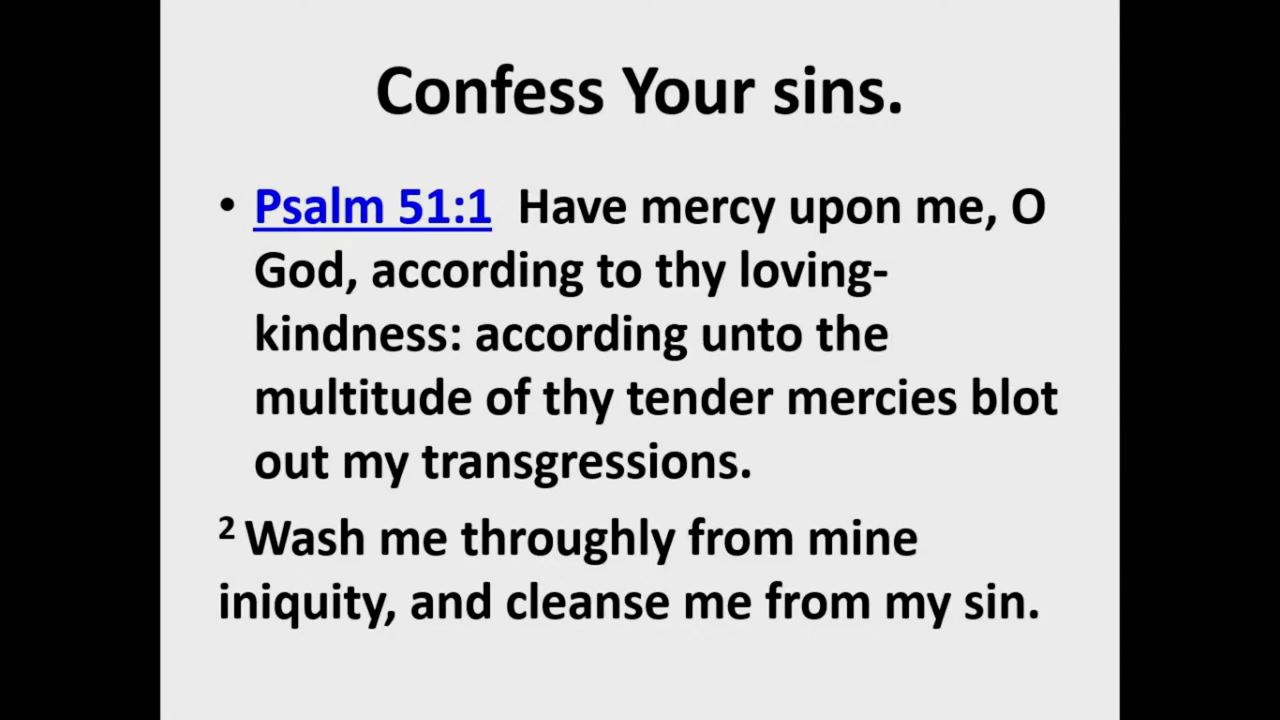 Confess Your sins.
• Psalm 51:1 Have mercy upon me, O
God, according to thy loving-
kindness: according unto the
multitude of thy tender mercies blot
out my transgressions.
2 Wash me throughly from mine
iniquity, and cleanse me from my sin.